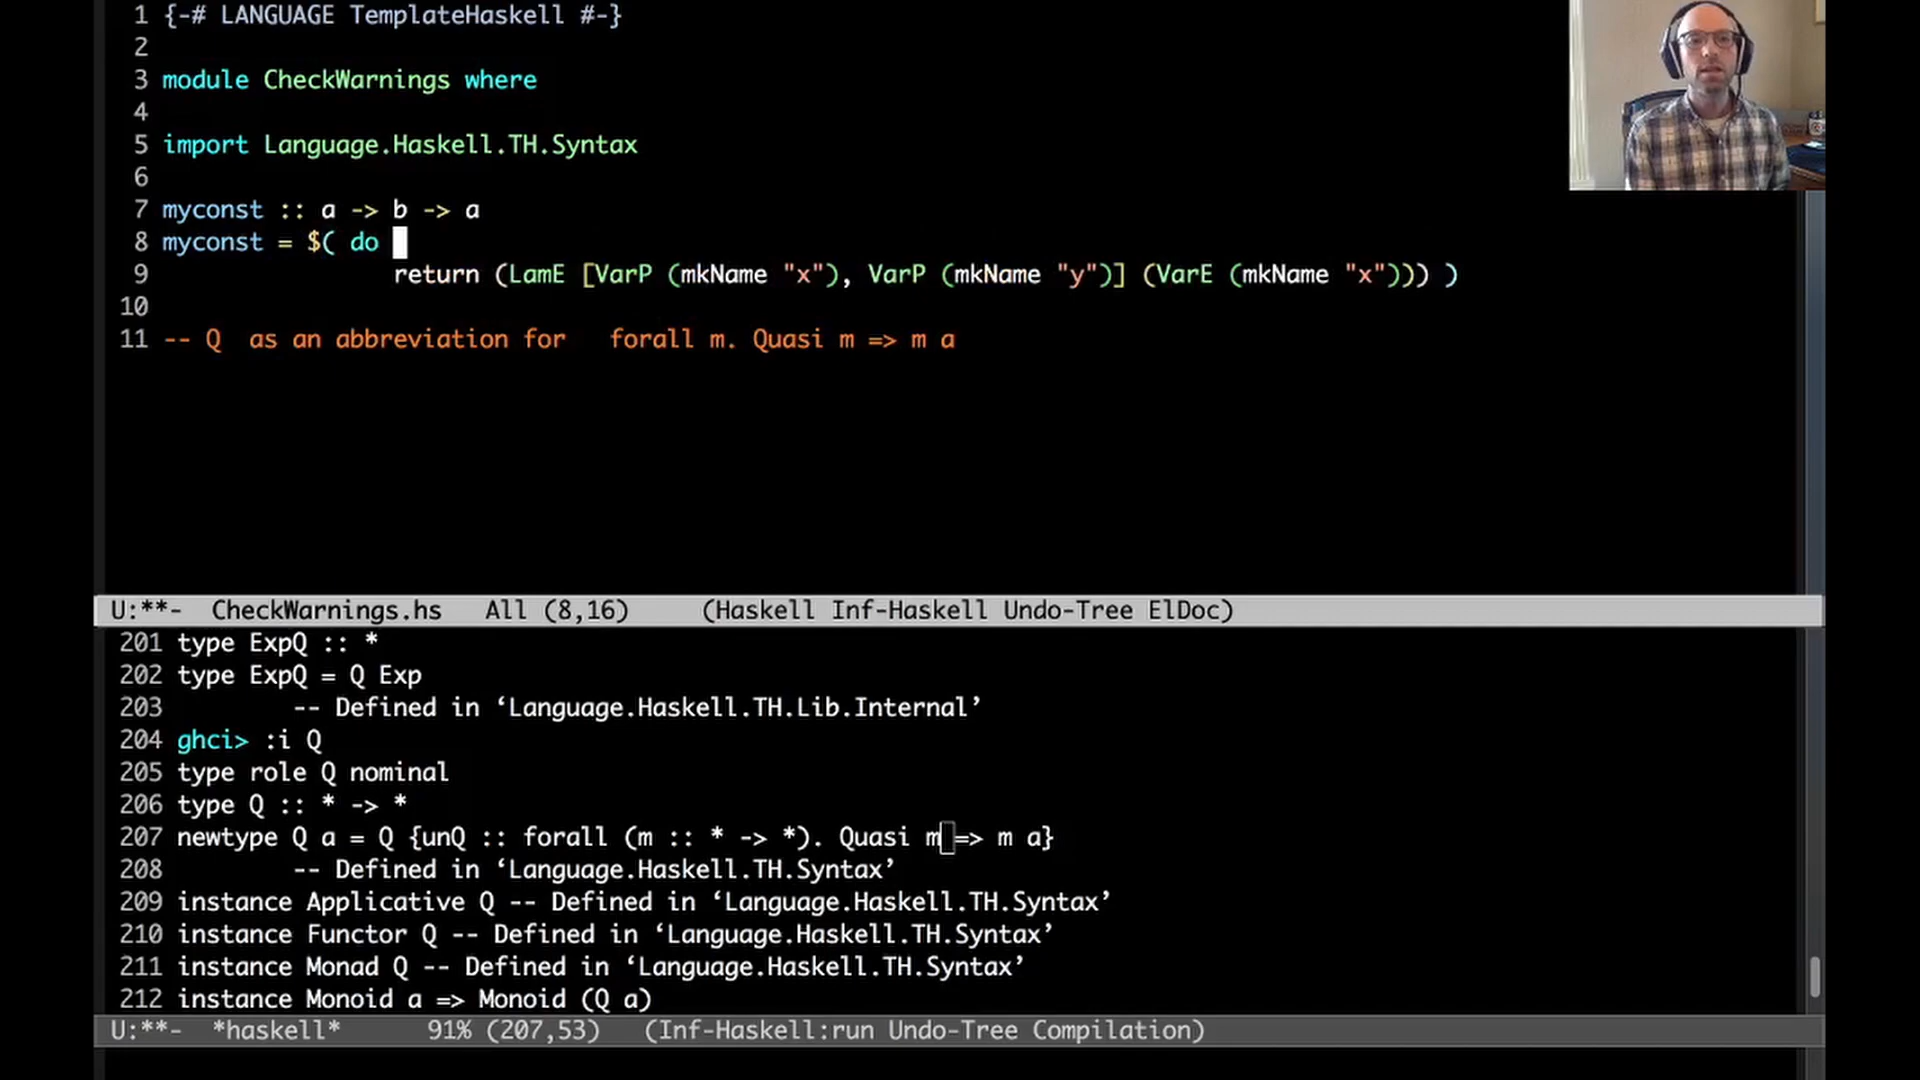 1 {-# LANGUAGE TemplateHaskell #-}
2
3 module CheckWarnings where
4
5 import Language.Haskell.TH.Syntax
6
7 myconst :: a -> b -> a
8 myconst = $( do
9                 return (LamE [VarP (mkName "x"), VarP (mkName "y")] (VarE (mkName "x"))) )
10
11 -- Q  as an abbreviation for   forall m. Quasi m => m a
U:**-  CheckWarnings.hs   All (8,16)     (Haskell Inf-Haskell Undo-Tree ElDoc)
201 type ExpQ :: *
202 type ExpQ = Q Exp
203         -- Defined in ‘Language.Haskell.TH.Lib.Internal’
204 ghci> :i Q
205 type role Q nominal
206 type Q :: * -> *
207 newtype Q a = Q {unQ :: forall (m :: * -> *). Quasi m => m a}
208         -- Defined in ‘Language.Haskell.TH.Syntax’
209 instance Applicative Q -- Defined in ‘Language.Haskell.TH.Syntax’
210 instance Functor Q -- Defined in ‘Language.Haskell.TH.Syntax’
211 instance Monad Q -- Defined in ‘Language.Haskell.TH.Syntax’
212 instance Monoid a => Monoid (Q a)
U:**-  *haskell*      91% (207,53)   (Inf-Haskell:run Undo-Tree Compilation)